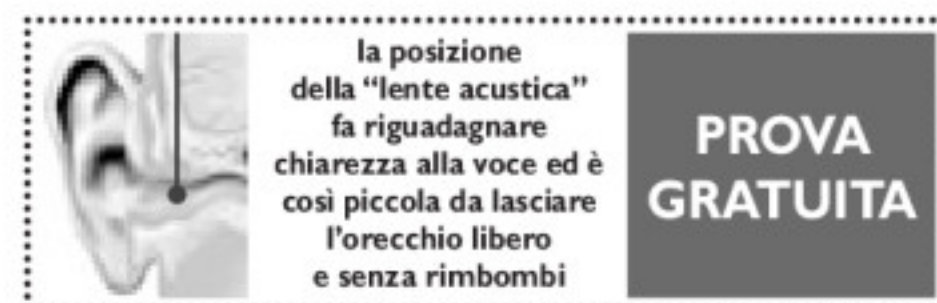 la posizione
della “lente acustica”
fa riguadagnare
chiarezza alla voce ed è
così piccola da lasciare
l’orecchio libero
e senza rimbombi
PROVA
GRATUITA